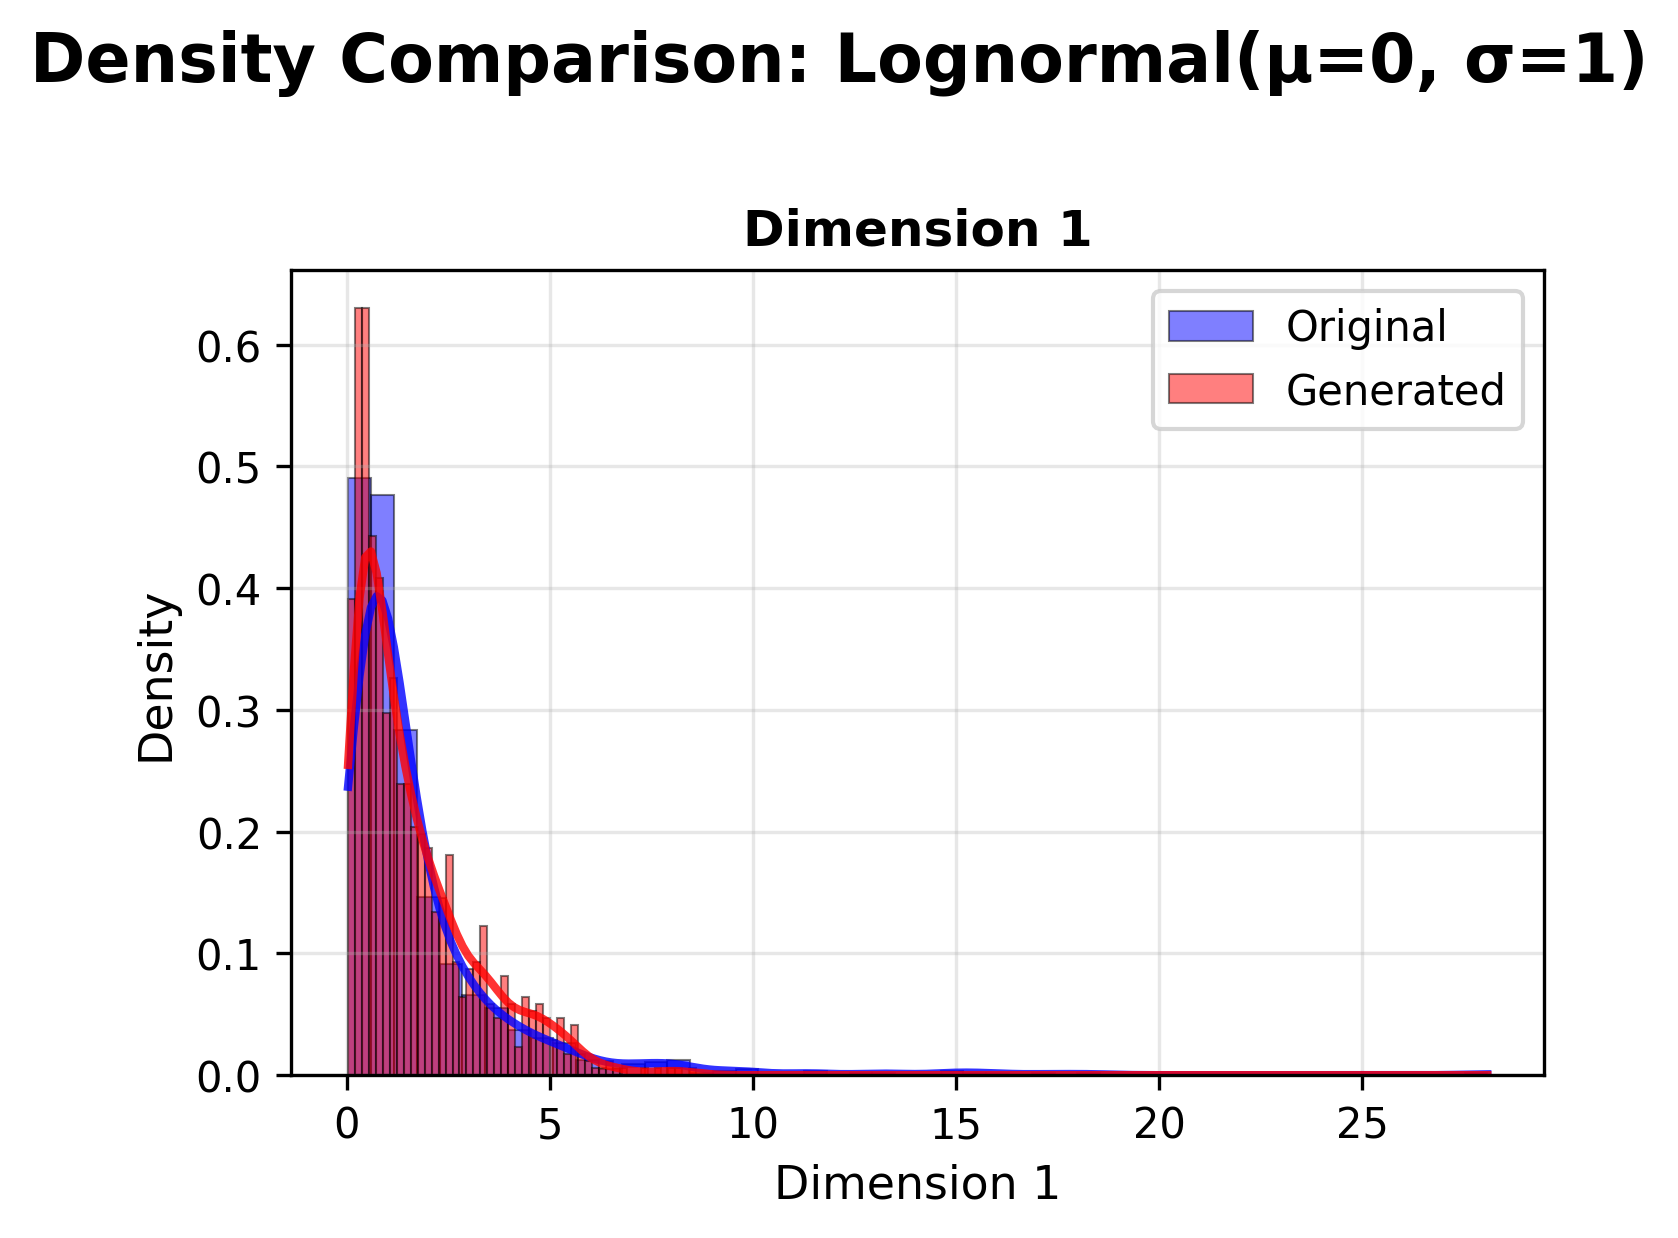 Density Comparison: Lognormal(μ=0, σ=1)
Dimension 1
Original
Generated
Density
0.6
0.5
0.4
0.3
0.2
0.1
0.0
0 5 10 15 20 25
Dimension 1